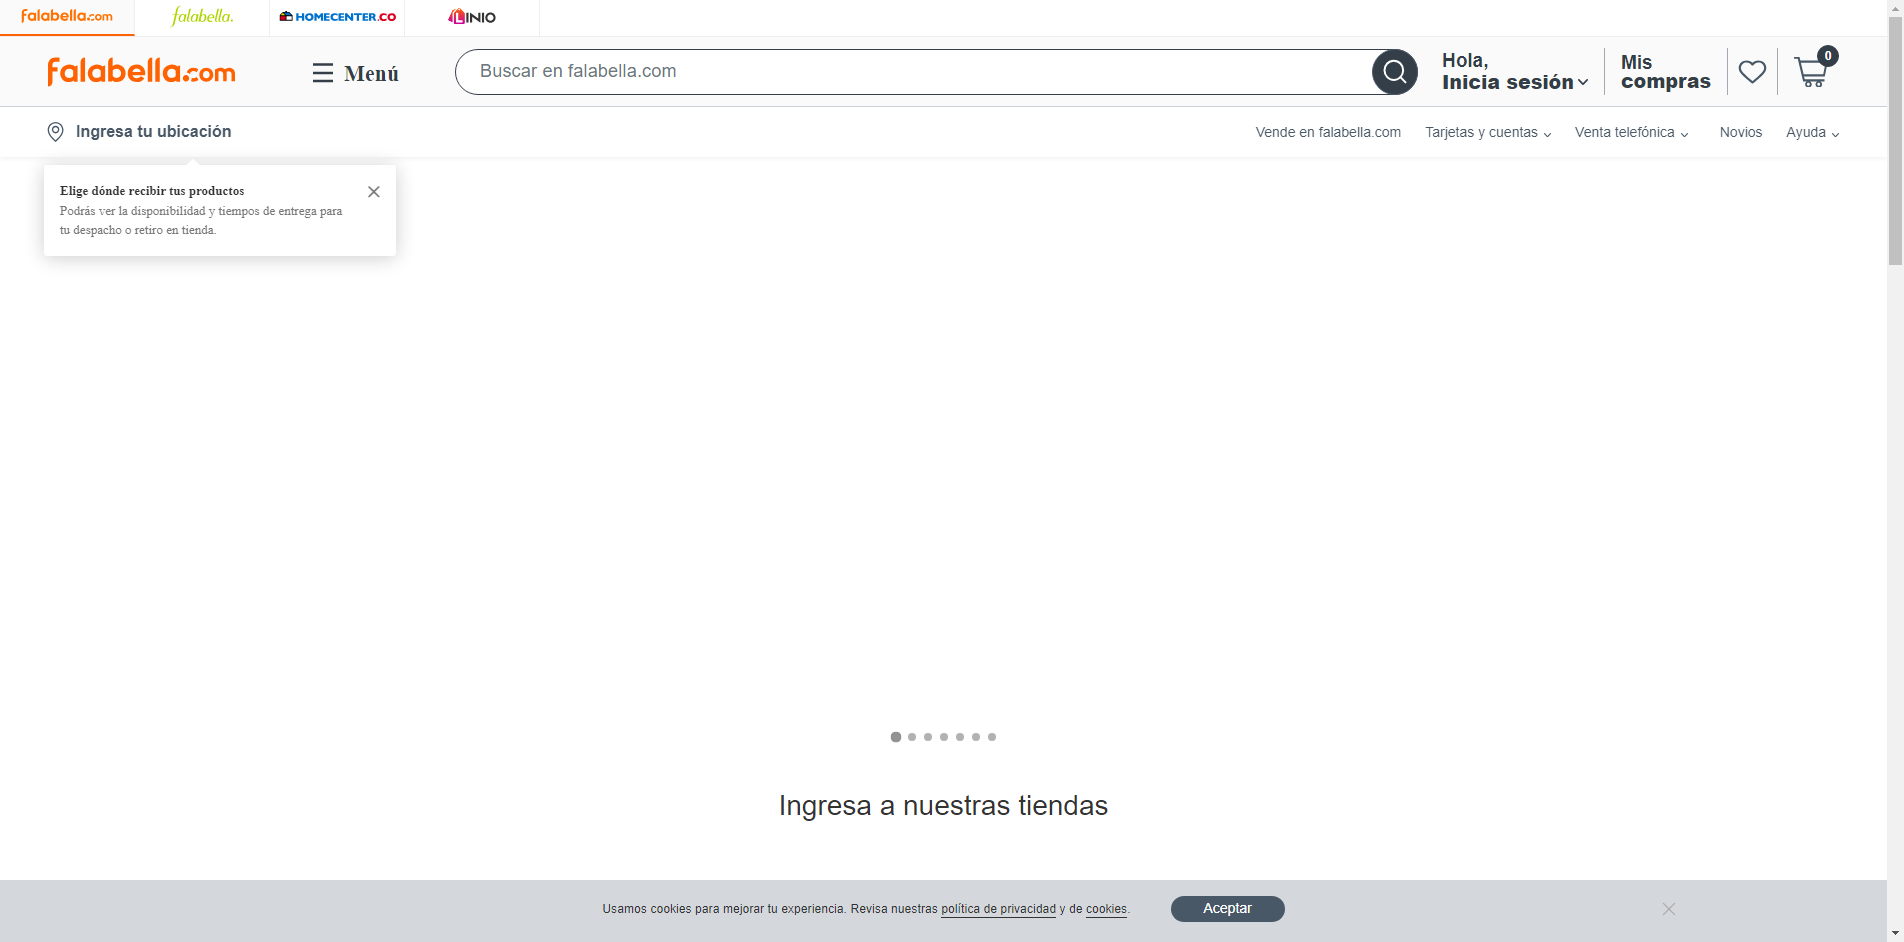 falabella.com
falabella.
HOMECENTER.CO
LINIO
falabella.com
Menú
Buscar en falabella.com
Hola,
Inicia sesión
Mis
compras
0
Ingresa tu ubicación
Vende en falabella.com
Tarjetas y cuentas
Venta telefónica
Novios
Ayuda
Elige dónde recibir tus productos
Podrás ver la disponibilidad y tiempos de entrega para
tu despacho o retiro en tienda.
Ingresa a nuestras tiendas
Usamos cookies para mejorar tu experiencia. Revisa nuestras política de privacidad y de cookies.
Aceptar